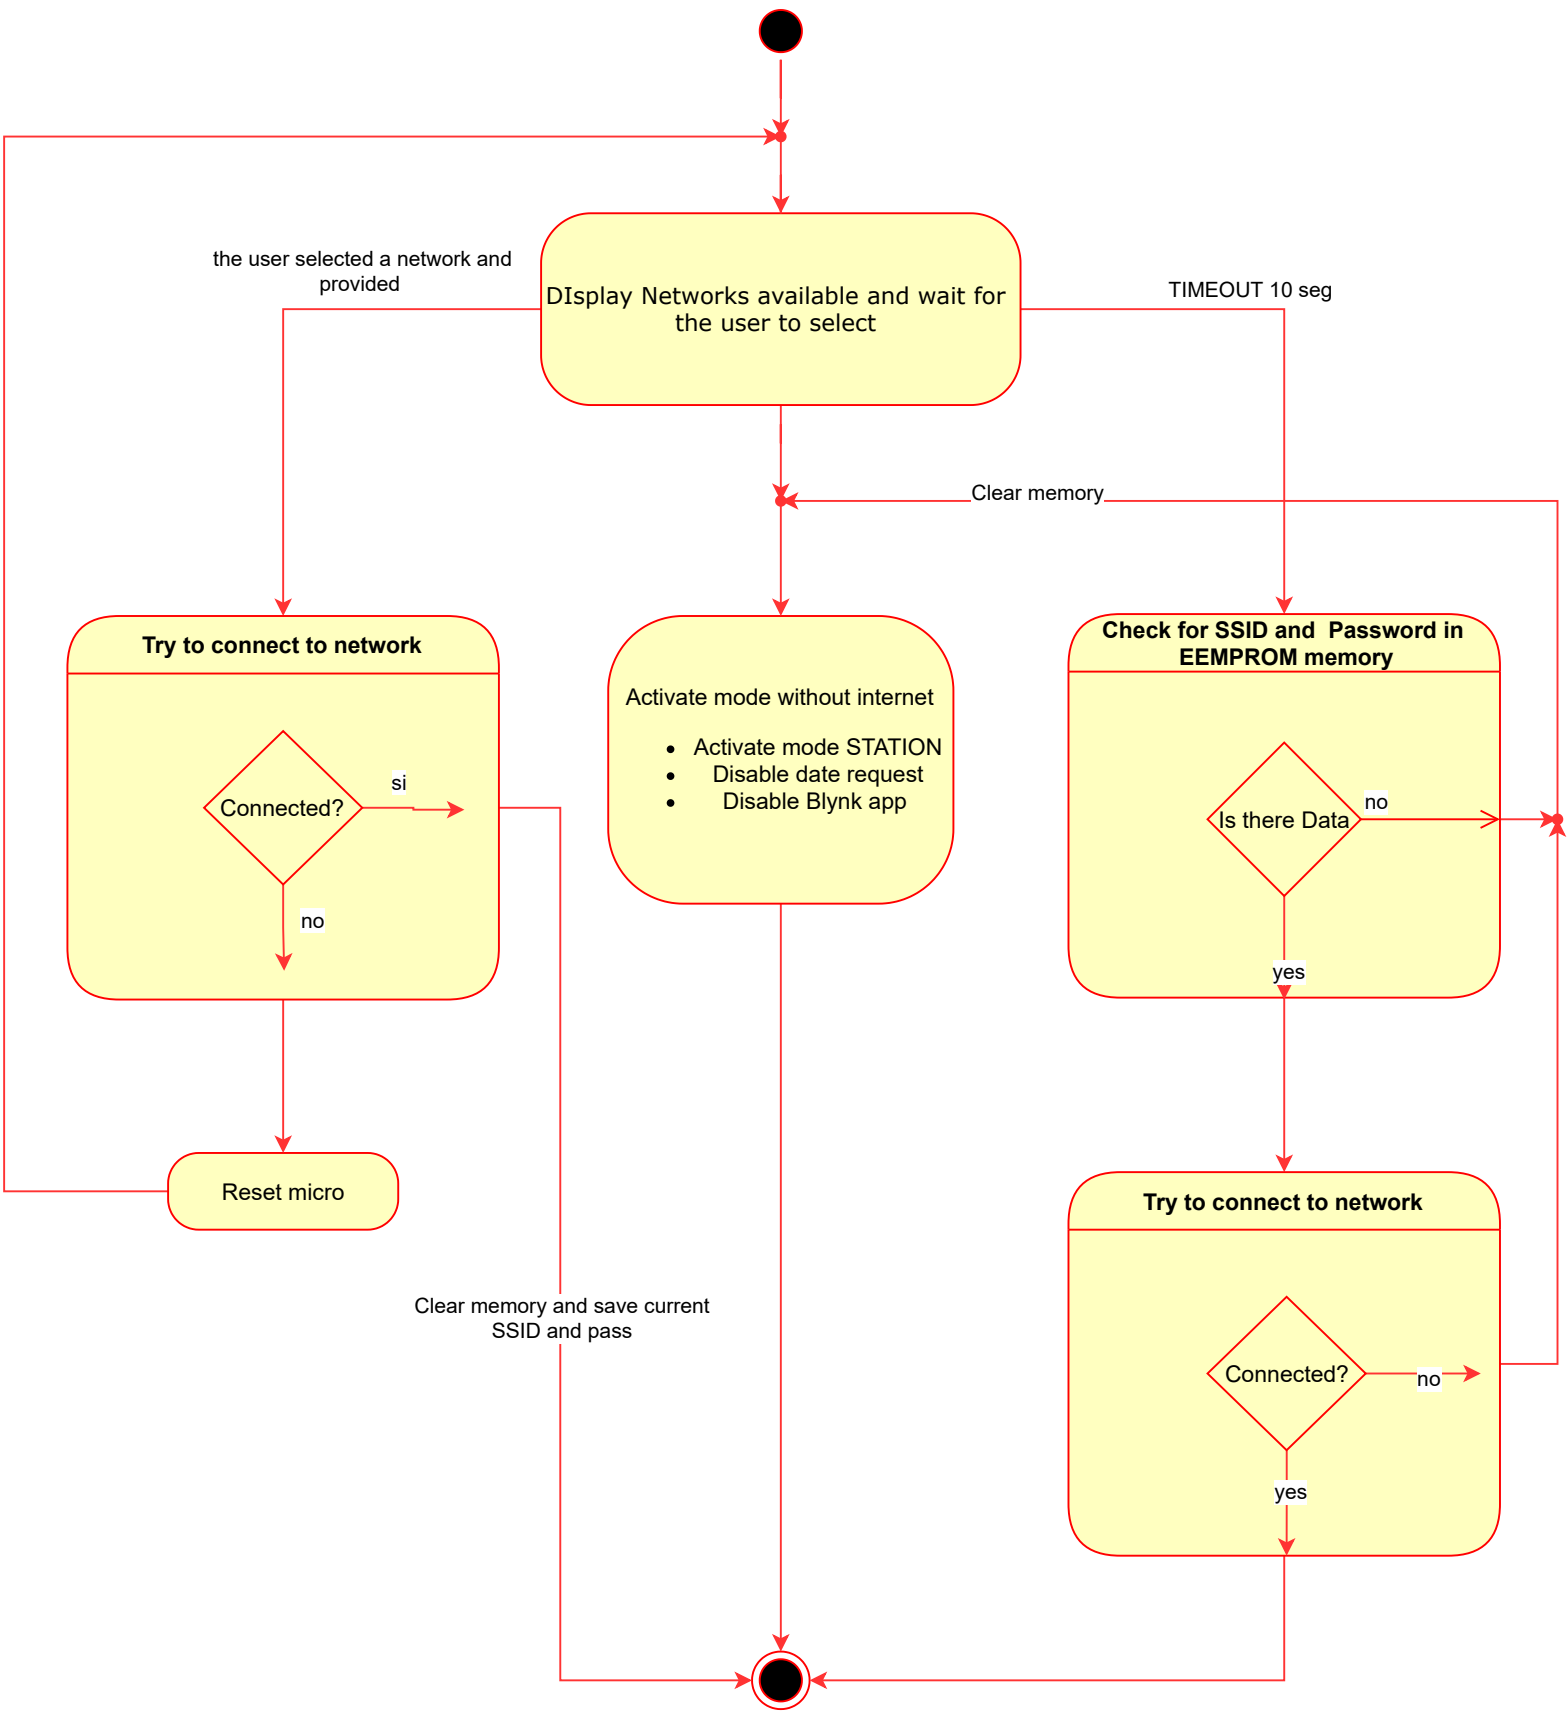 the user selected a network and
provided
DIsplay Networks available and wait for
the user to select
TIMEOUT 10 seg
Clear memory
Try to connect to network
Connected?
si
no
Activate mode without internet
• Activate mode STATION
• Disable date request
• Disable Blynk app
Check for SSID and  Password in
EEMPROM memory
Is there Data
no
yes
Reset micro
Clear memory and save current
SSID and pass
Try to connect to network
Connected?
no
yes